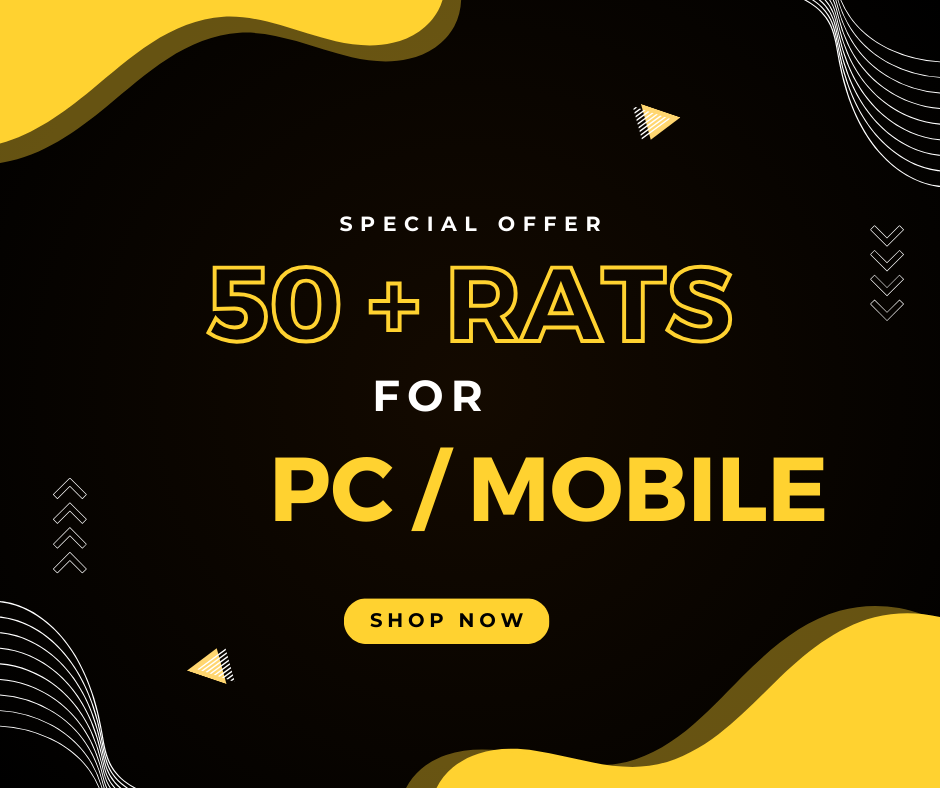 SPECIAL OFFER
50 + RATS
FOR
PC / MOBILE
SHOP NOW